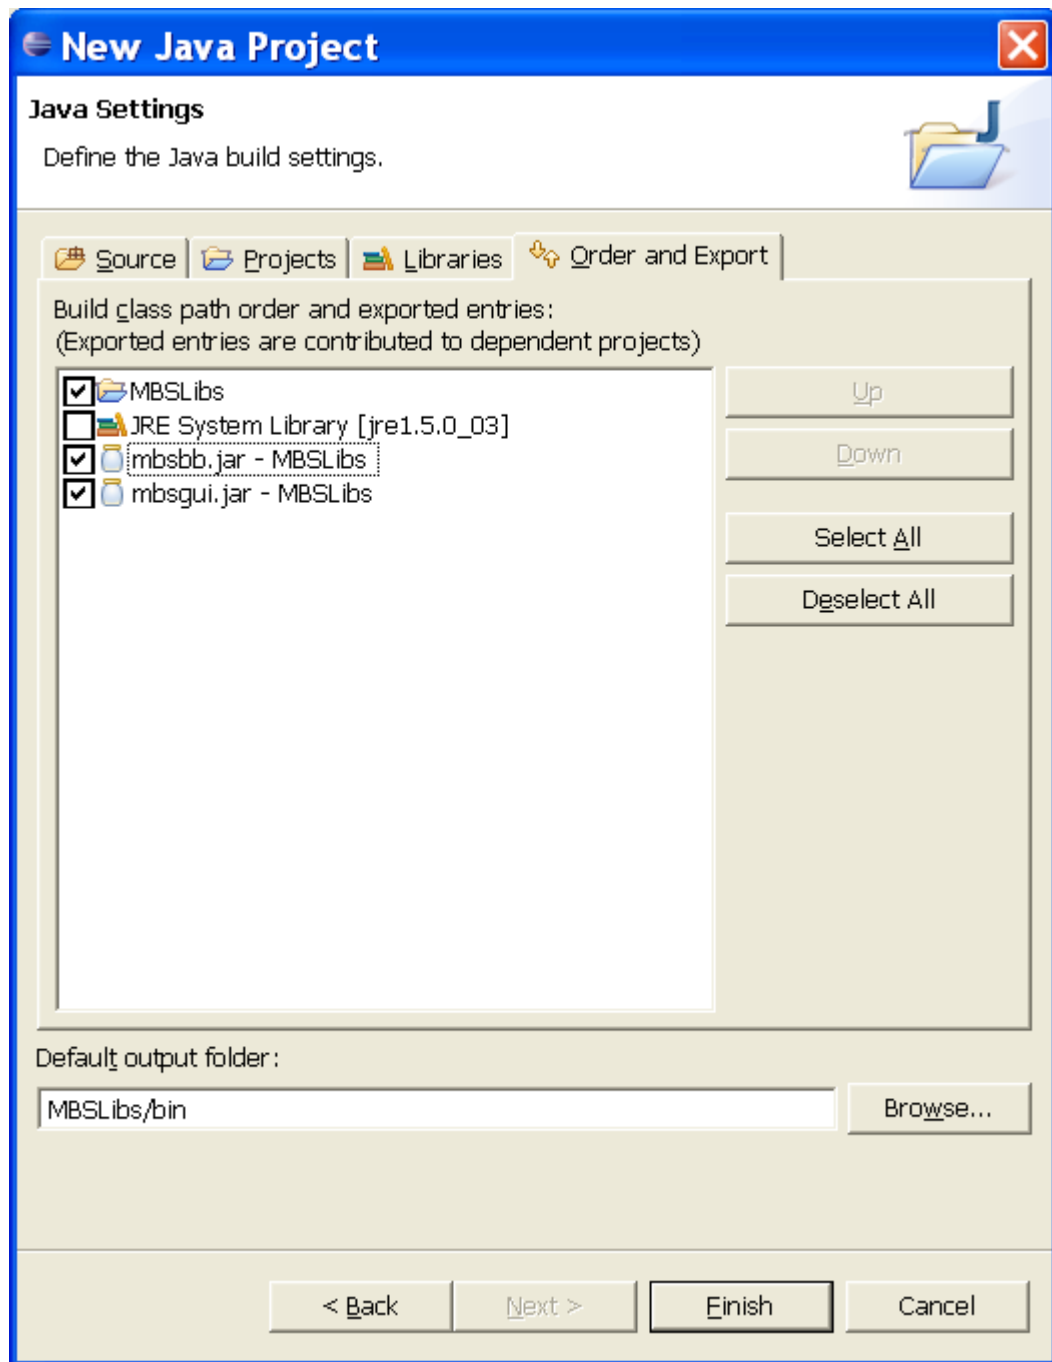 New Java Project
Java Settings
Define the Java build settings.
Source Projects Libraries Order and Export
Build class path order and exported entries:
(Exported entries are contributed to dependent projects)
MBSLibs
JRE System Library [jre1.5.0_03]
mbsbb.jar - MBSLibs
mbsgui.jar - MBSLibs
Up
Down
Select All
Deselect All
Default output folder:
MBSLibs/bin
Browse...
< Back Next > Finish Cancel